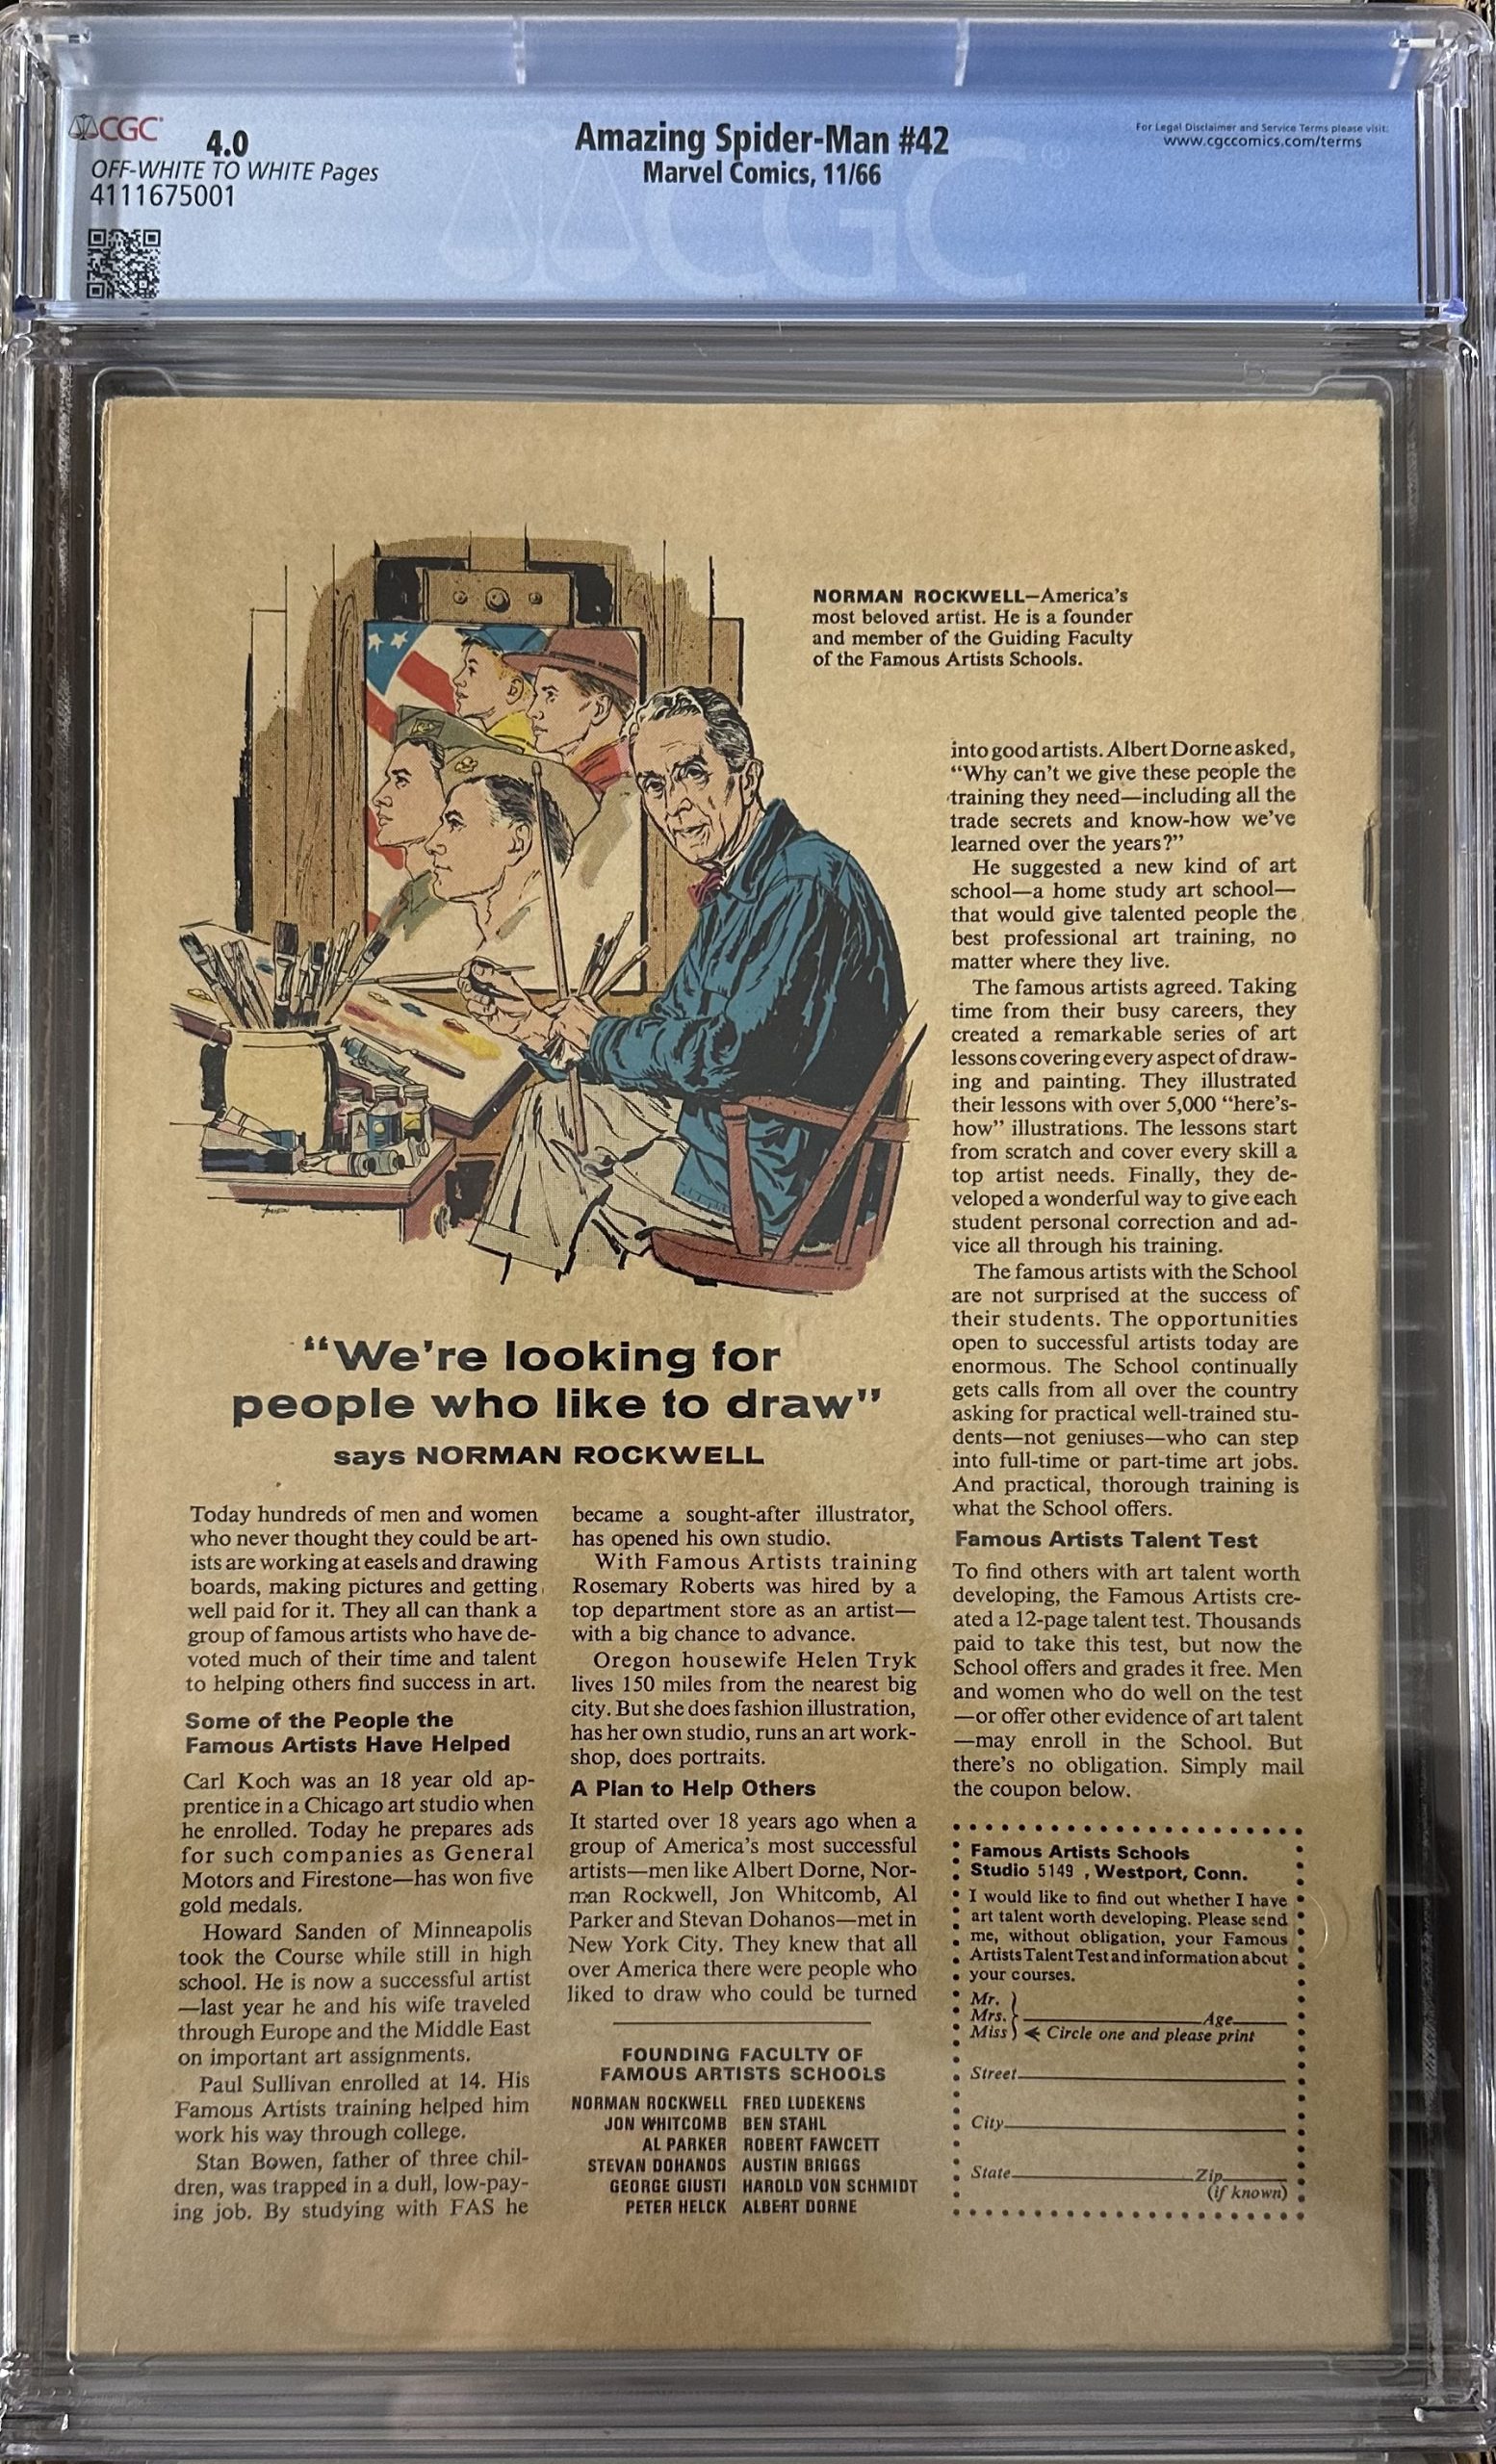 CGC
4.0
OFF-WHITE TO WHITE Pages
4111675001
Amazing Spider-Man #42
Marvel Comics, 11/66
For Legal Disclaimer and Service Terms please visit:
www.cgccomics.com/terms
CGC
NORMAN ROCKWELL—America's
most beloved artist. He is a founder
and member of the Guiding Faculty
of the Famous Artists Schools.
"We're looking for
people who like to draw"
says NORMAN ROCKWELL
Today hundreds of men and women
who never thought they could be art-
ists are working at easels and drawing
boards, making pictures and getting
well paid for it. They all can thank a
group of famous artists who have de-
voted much of their time and talent
to helping others find success in art.
Some of the People the
Famous Artists Have Helped
Carl Koch was an 18 year old ap-
prentice in a Chicago art studio when
he enrolled. Today he prepares ads
for such companies as General
Motors and Firestone—has won five
gold medals.
Howard Sanden of Minneapolis
took the Course while still in high
school. He is now a successful artist
—last year he and his wife traveled
through Europe and the Middle East
on important art assignments.
Paul Sullivan enrolled at 14. His
Famous Artists training helped him
work his way through college.
Stan Bowen, father of three chil-
dren, was trapped in a dull, low-pay-
ing job. By studying with FAS he
became a sought-after illustrator,
has opened his own studio.
With Famous Artists training
Rosemary Roberts was hired by a
top department store as an artist—
with a big chance to advance.
Oregon housewife Helen Tryk
lives 150 miles from the nearest big
city. But she does fashion illustration,
has her own studio, runs an art work-
shop, does portraits.
A Plan to Help Others
It started over 18 years ago when a
group of America's most successful
artists—men like Albert Dorne, Nor-
man Rockwell, Jon Whitcomb, Al
Parker and Stevan Dohanos—met in
New York City. They knew that all
over America there were people who
liked to draw who could be turned
FOUNDING FACULTY OF
FAMOUS ARTISTS SCHOOLS
NORMAN ROCKWELL FRED LUDEKENS
JON WHITCOMB BEN STAHL
AL PARKER ROBERT FAWCETT
STEVAN DOHANOS AUSTIN BRIGGS
GEORGE GIUSTI HAROLD VON SCHMIDT
PETER HELCK ALBERT DORNE
into good artists. Albert Dorne asked,
"Why can't we give these people the
training they need—including all the
trade secrets and know-how we've
learned over the years?"
He suggested a new kind of art
school—a home study art school—
that would give talented people the
best professional art training, no
matter where they live.
The famous artists agreed. Taking
time from their busy careers, they
created a remarkable series of art
lessons covering every aspect of draw-
ing and painting. They illustrated
their lessons with over 5,000 "here's-
how" illustrations. The lessons start
from scratch and cover every skill a
top artist needs. Finally, they de-
veloped a wonderful way to give each
student personal correction and ad-
vice all through his training.
The famous artists with the School
are not surprised at the success of
their students. The opportunities
open to successful artists today are
enormous. The School continually
gets calls from all over the country
asking for practical well-trained stu-
dents—not geniuses—who can step
into full-time or part-time art jobs.
And practical, thorough training is
what the School offers.
Famous Artists Talent Test
To find others with art talent worth
developing, the Famous Artists cre-
ated a 12-page talent test. Thousands
paid to take this test, but now the
School offers and grades it free. Men
and women who do well on the test
—or offer other evidence of art talent
—may enroll in the School. But
there's no obligation. Simply mail
the coupon below.
Famous Artists Schools
Studio 5149 , Westport, Conn.
I would like to find out whether I have
art talent worth developing. Please send
me, without obligation, your Famous
Artists Talent Test and information about
your courses.
Mr.
Mrs. Age
Miss Circle one and please print
Street
City
State Zip
(if known)